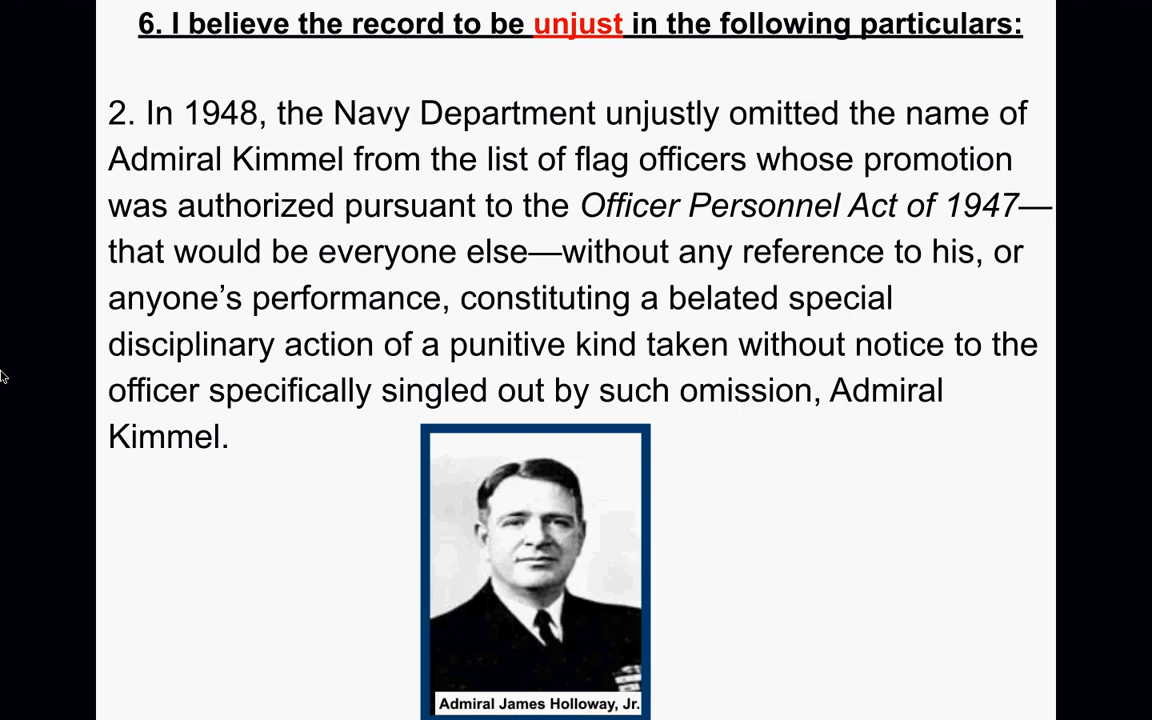 6. I believe the record to be unjust in the following particulars:
2. In 1948, the Navy Department unjustly omitted the name of
Admiral Kimmel from the list of flag officers whose promotion
was authorized pursuant to the Officer Personnel Act of 1947—
that would be everyone else—without any reference to his, or
anyone’s performance, constituting a belated special
disciplinary action of a punitive kind taken without notice to the
officer specifically singled out by such omission, Admiral
Kimmel.
Admiral James Holloway, Jr.